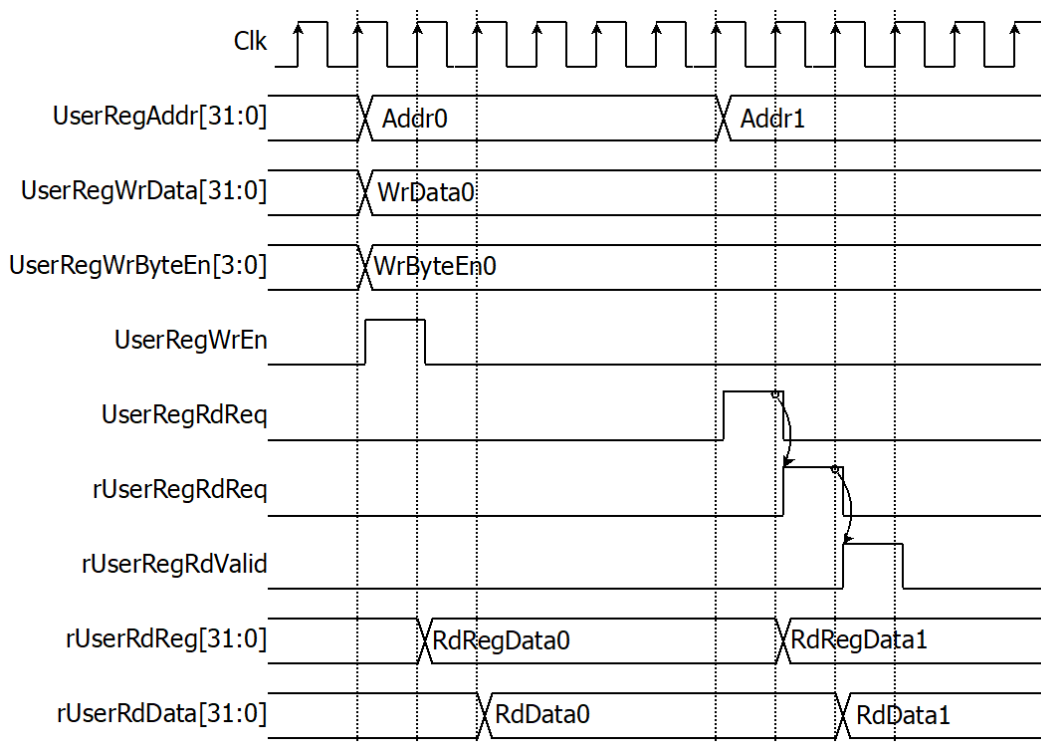 Clk
UserRegAddr[31:0] Addr0 Addr1
UserRegWrData[31:0] WrData0
UserRegWrByteEn[3:0] WrByteEn0
UserRegWrEn
UserRegRdReq
rUserRegRdReq
rUserRegRdValid
rUserRdReg[31:0] RdRegData0 RdRegData1
rUserRdData[31:0] RdData0 RdData1